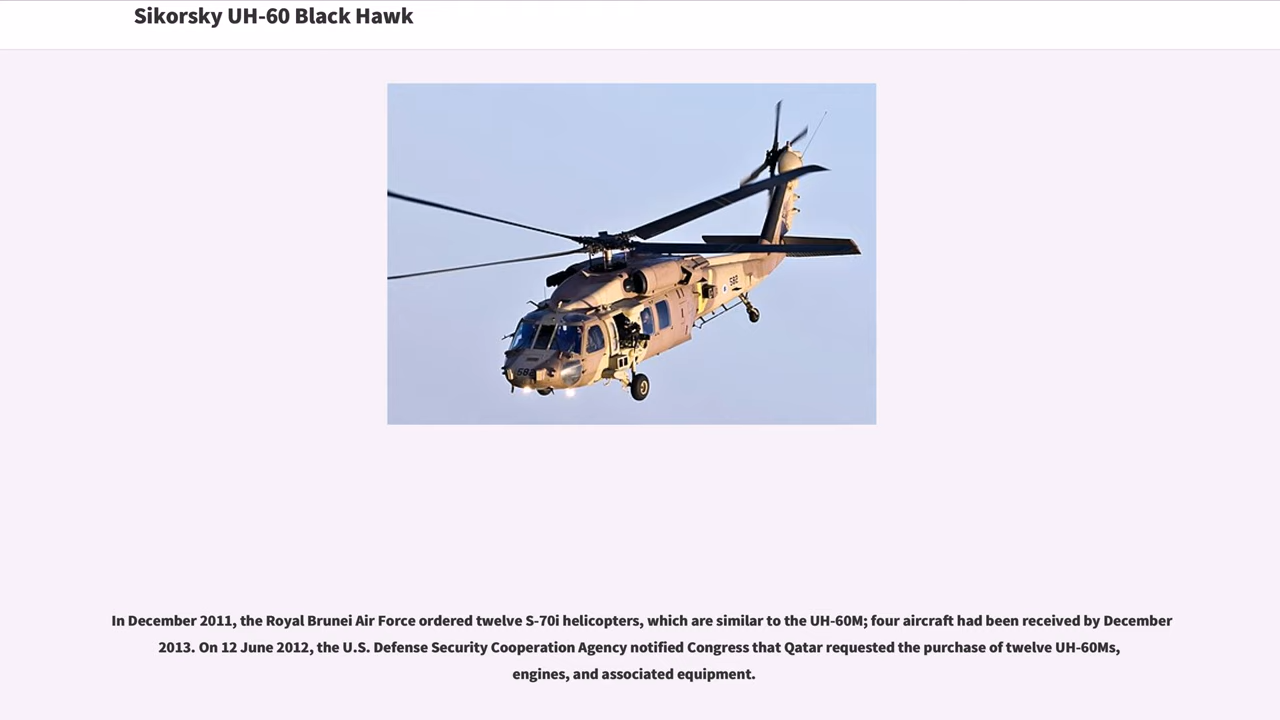 Sikorsky UH-60 Black Hawk
582
582
In December 2011, the Royal Brunei Air Force ordered twelve S-70i helicopters, which are similar to the UH-60M; four aircraft had been received by December
2013. On 12 June 2012, the U.S. Defense Security Cooperation Agency notified Congress that Qatar requested the purchase of twelve UH-60Ms,
engines, and associated equipment.